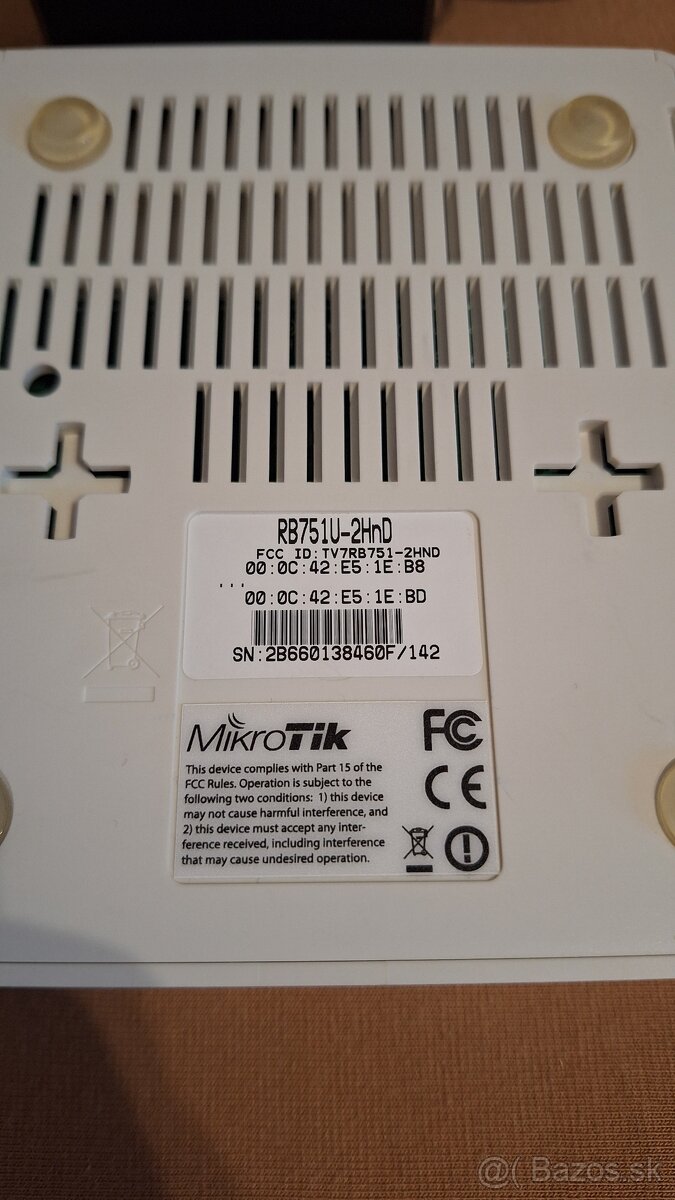 RB751U-2HnD
FCC ID:TV7RB751-2HND
00:0C:42:E5:1E:B8
...
00:0C:42:E5:1E:BD
SN:2B660138460F/142
MikroTik
FC
CE
This device complies with Part 15 of the
FCC Rules. Operation is subject to the
following two conditions: 1) this device
may not cause harmful interference, and
2) this device must accept any inter-
ference received, including interference
that may cause undesired operation.
@( Bazos.sk